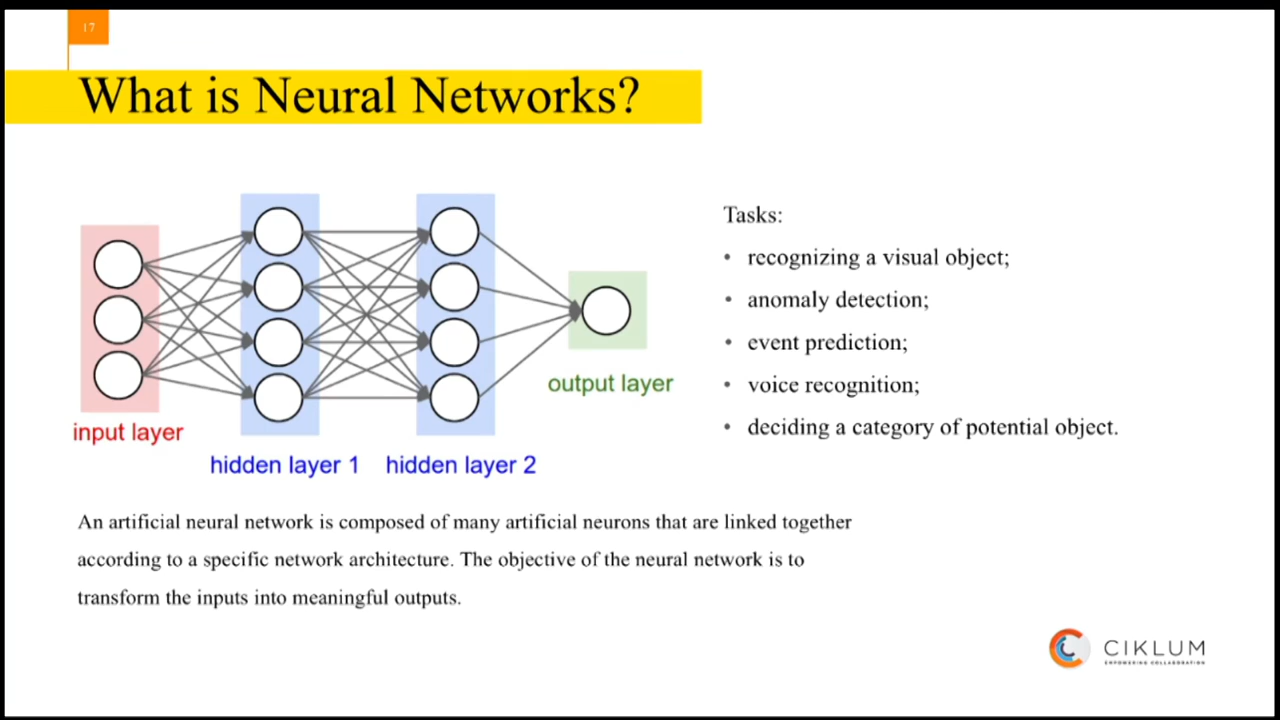 17
What is Neural Networks?
input layer
hidden layer 1
hidden layer 2
output layer
Tasks:
• recognizing a visual object;
• anomaly detection;
• event prediction;
• voice recognition;
• deciding a category of potential object.
An artificial neural network is composed of many artificial neurons that are linked together
according to a specific network architecture. The objective of the neural network is to
transform the inputs into meaningful outputs.
CIKLUM
EMPOWERING COLLABORATION